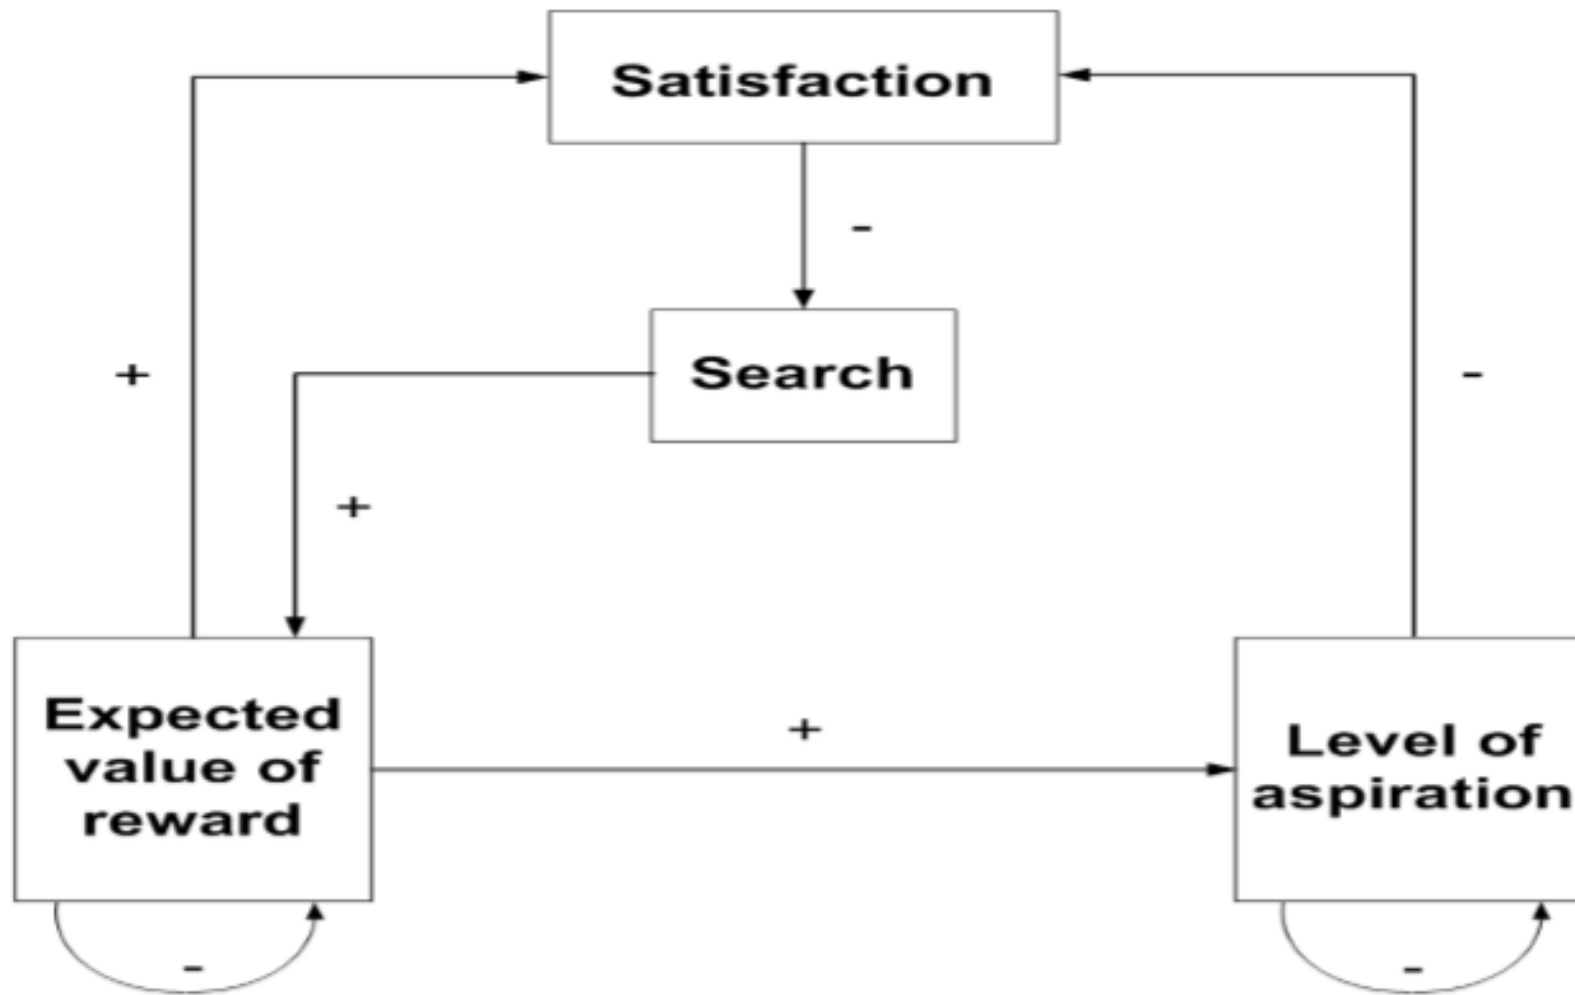 Satisfaction
-
+
Search
-
+
Expected
value of
reward
+
Level of
aspiration
-
-